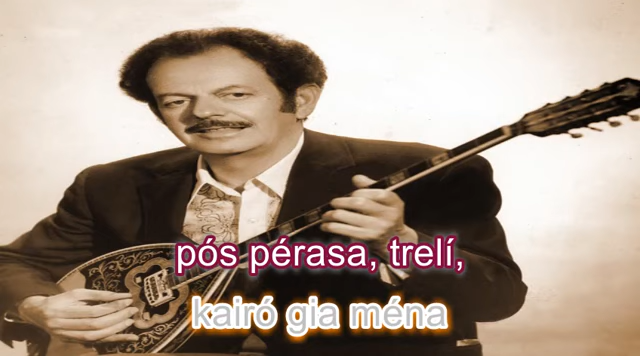 pós pérasa, trelí,
kairó gia ména